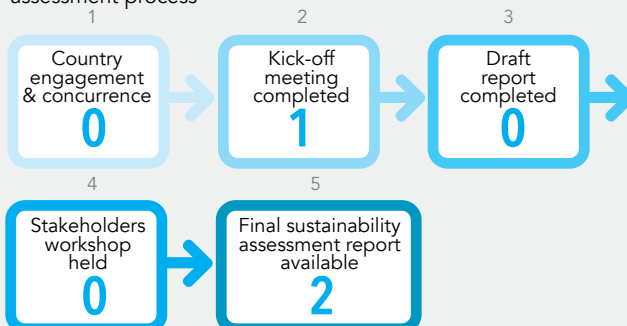 assessment process
1
2
3
Country
engagement
& concurrence
0
Kick-off
meeting
completed
1
Draft
report
completed
0
4
5
Stakeholders
workshop
held
0
Final sustainability
assessment report
available
2